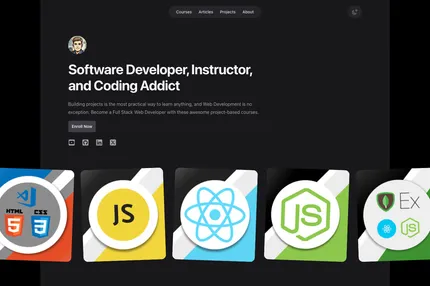 Courses Articles Projects About
Software Developer, Instructor,
and Coding Addict
Building projects is the most practical way to learn anything, and Web Development is no
exception. Become a Full Stack Web Developer with these awesome project-based courses.
Enroll Now
HTML
5
CSS
3
JS
JS
Ex
JS